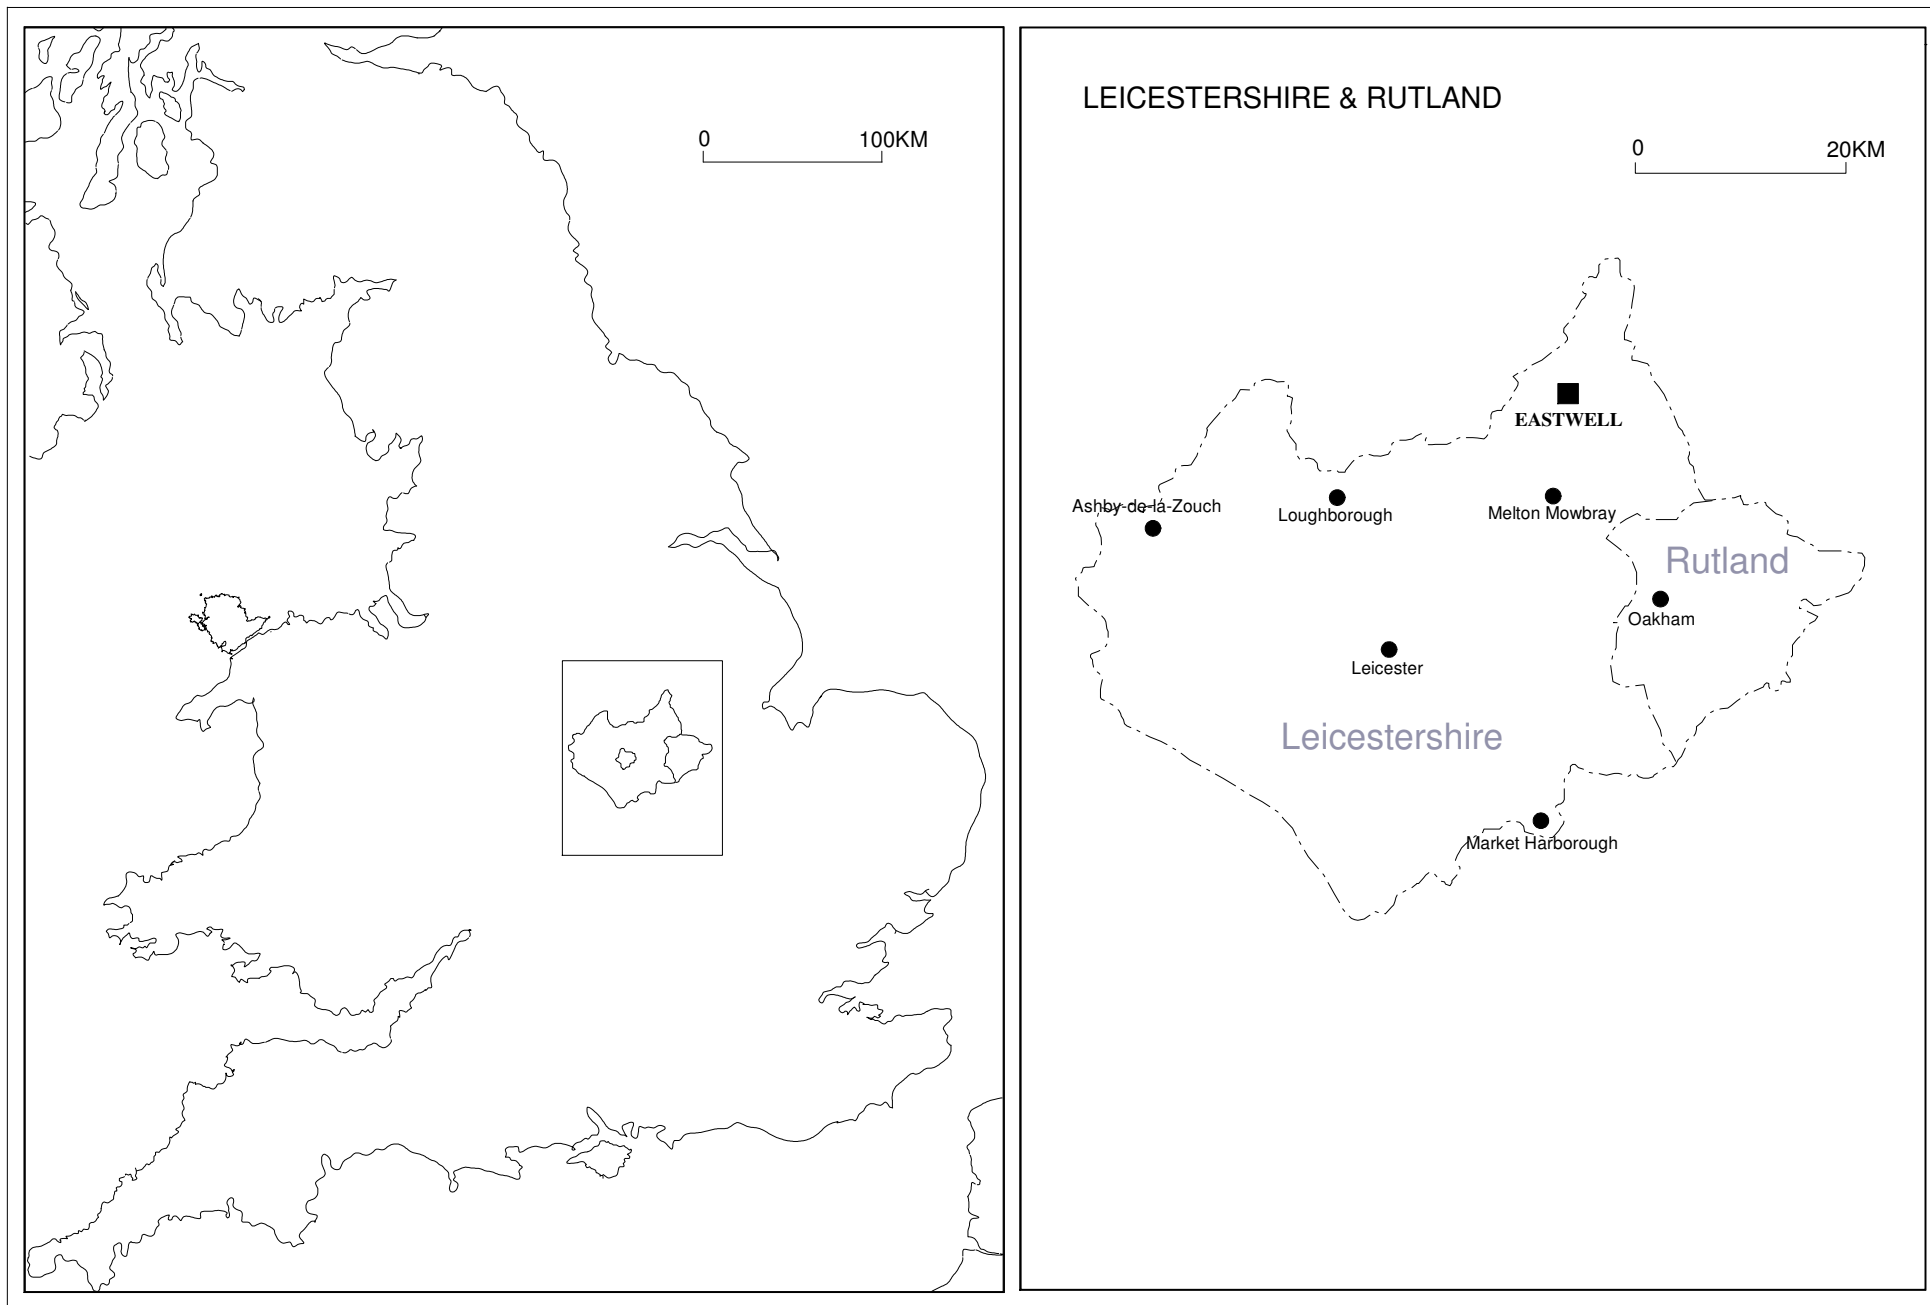 0 100KM
LEICESTERSHIRE & RUTLAND
0 20KM
EASTWELL
Ashby-de-la-Zouch
Loughborough
Melton Mowbray
Rutland
Oakham
Leicester
Leicestershire
Market Harborough